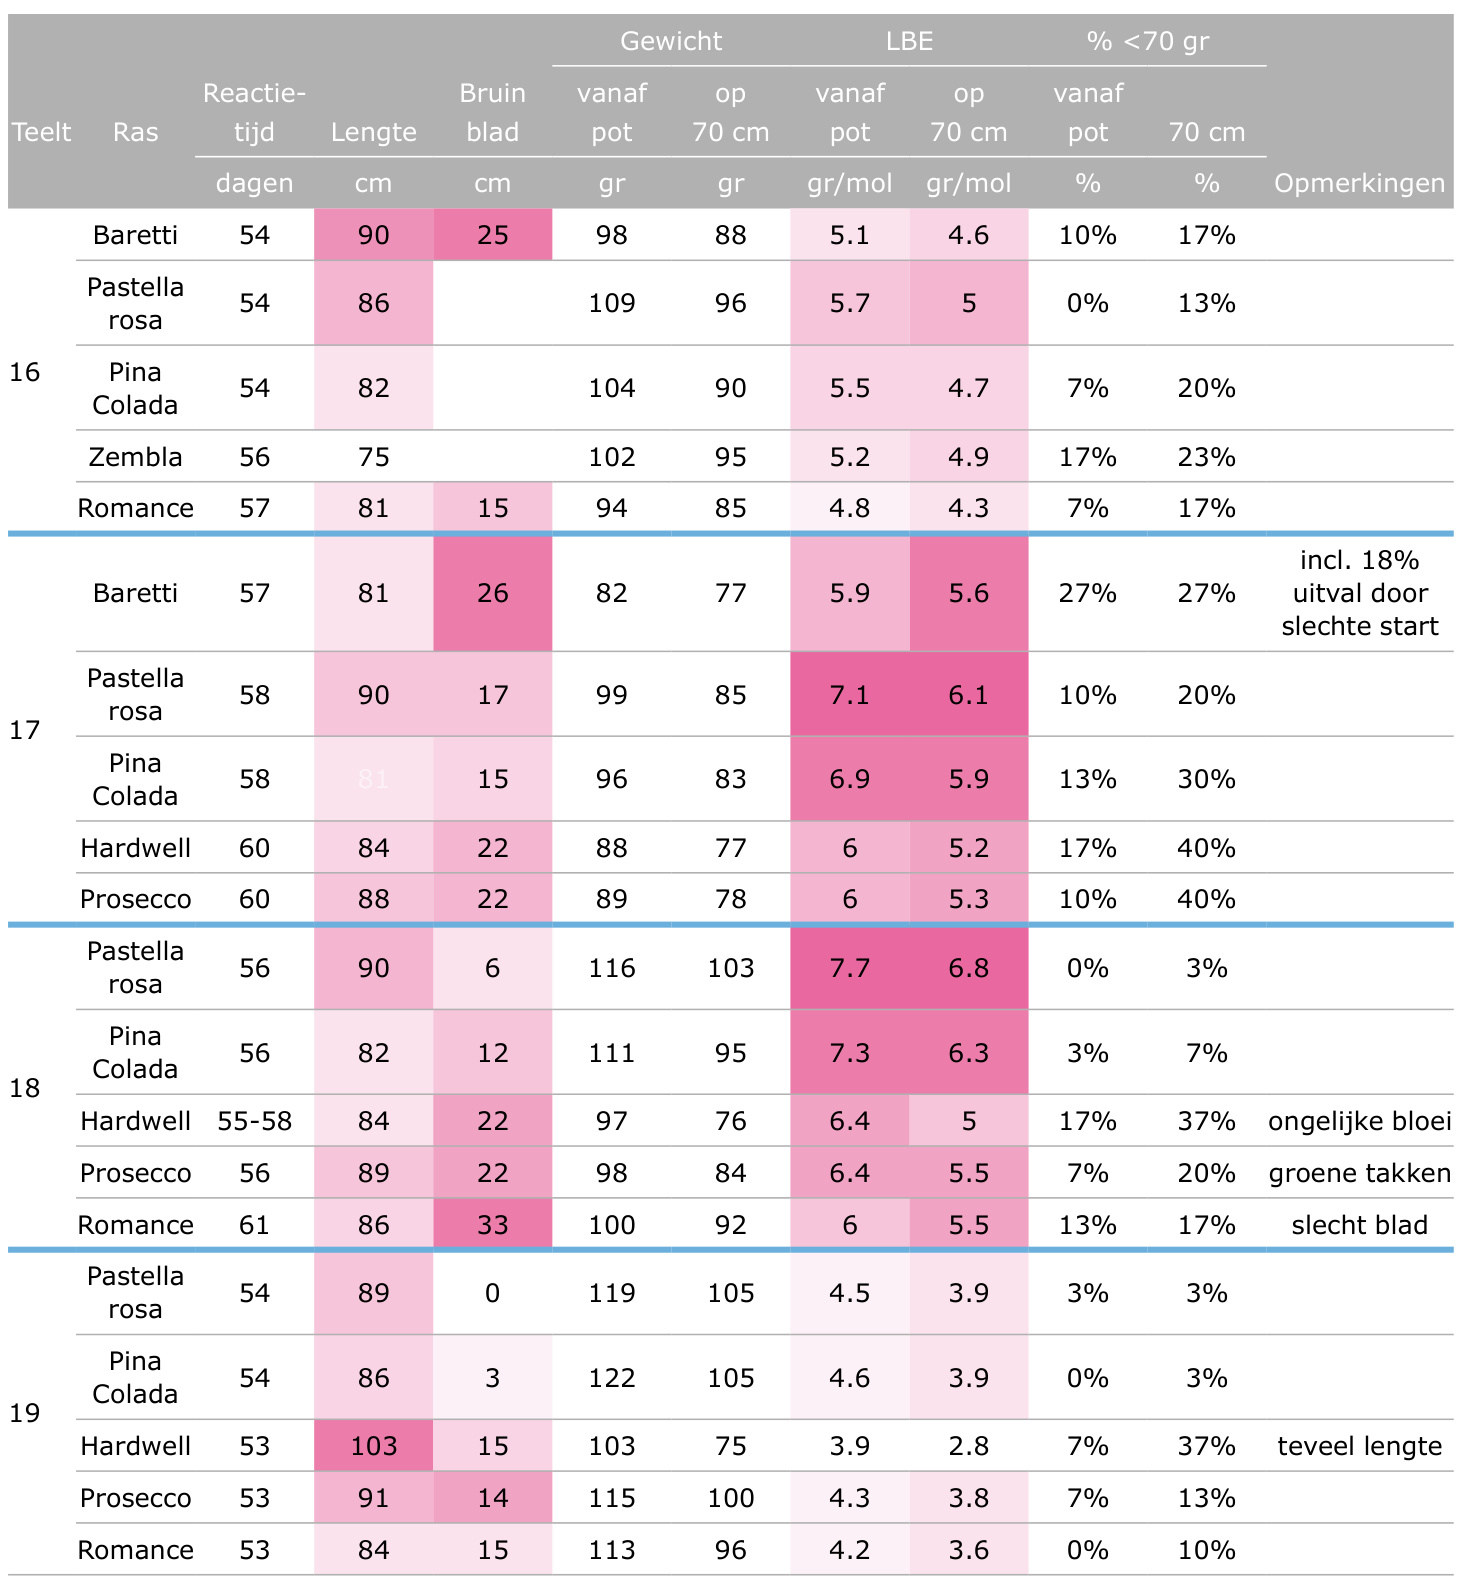 Gewicht LBE % <70 gr
Reactie- Bruin vanaf op vanaf op vanaf
Teelt Ras tijd Lengte blad pot 70 cm pot 70 cm pot 70 cm
dagen cm cm gr gr gr/mol gr/mol % % Opmerkingen
16
Baretti 54 90 25 98 88 5.1 4.6 10% 17%
Pastella
rosa 54 86 109 96 5.7 5 0% 13%
Pina
Colada 54 82 104 90 5.5 4.7 7% 20%
Zembla 56 75 102 95 5.2 4.9 17% 23%
Romance 57 81 15 94 85 4.8 4.3 7% 17%
17
Baretti 57 81 26 82 77 5.9 5.6 27% 27% incl. 18%
uitval door
slechte start
Pastella
rosa 58 90 17 99 85 7.1 6.1 10% 20%
Pina
Colada 58 81 15 96 83 6.9 5.9 13% 30%
Hardwell 60 84 22 88 77 6 5.2 17% 40%
Prosecco 60 88 22 89 78 6 5.3 10% 40%
18
Pastella
rosa 56 90 6 116 103 7.7 6.8 0% 3%
Pina
Colada 56 82 12 111 95 7.3 6.3 3% 7%
Hardwell 55-58 84 22 97 76 6.4 5 17% 37% ongelijke bloei
Prosecco 56 89 22 98 84 6.4 5.5 7% 20% groene takken
Romance 61 86 33 100 92 6 5.5 13% 17% slecht blad
19
Pastella
rosa 54 89 0 119 105 4.5 3.9 3% 3%
Pina
Colada 54 86 3 122 105 4.6 3.9 0% 3%
Hardwell 53 103 15 103 75 3.9 2.8 7% 37% teveel lengte
Prosecco 53 91 14 115 100 4.3 3.8 7% 13%
Romance 53 84 15 113 96 4.2 3.6 0% 10%